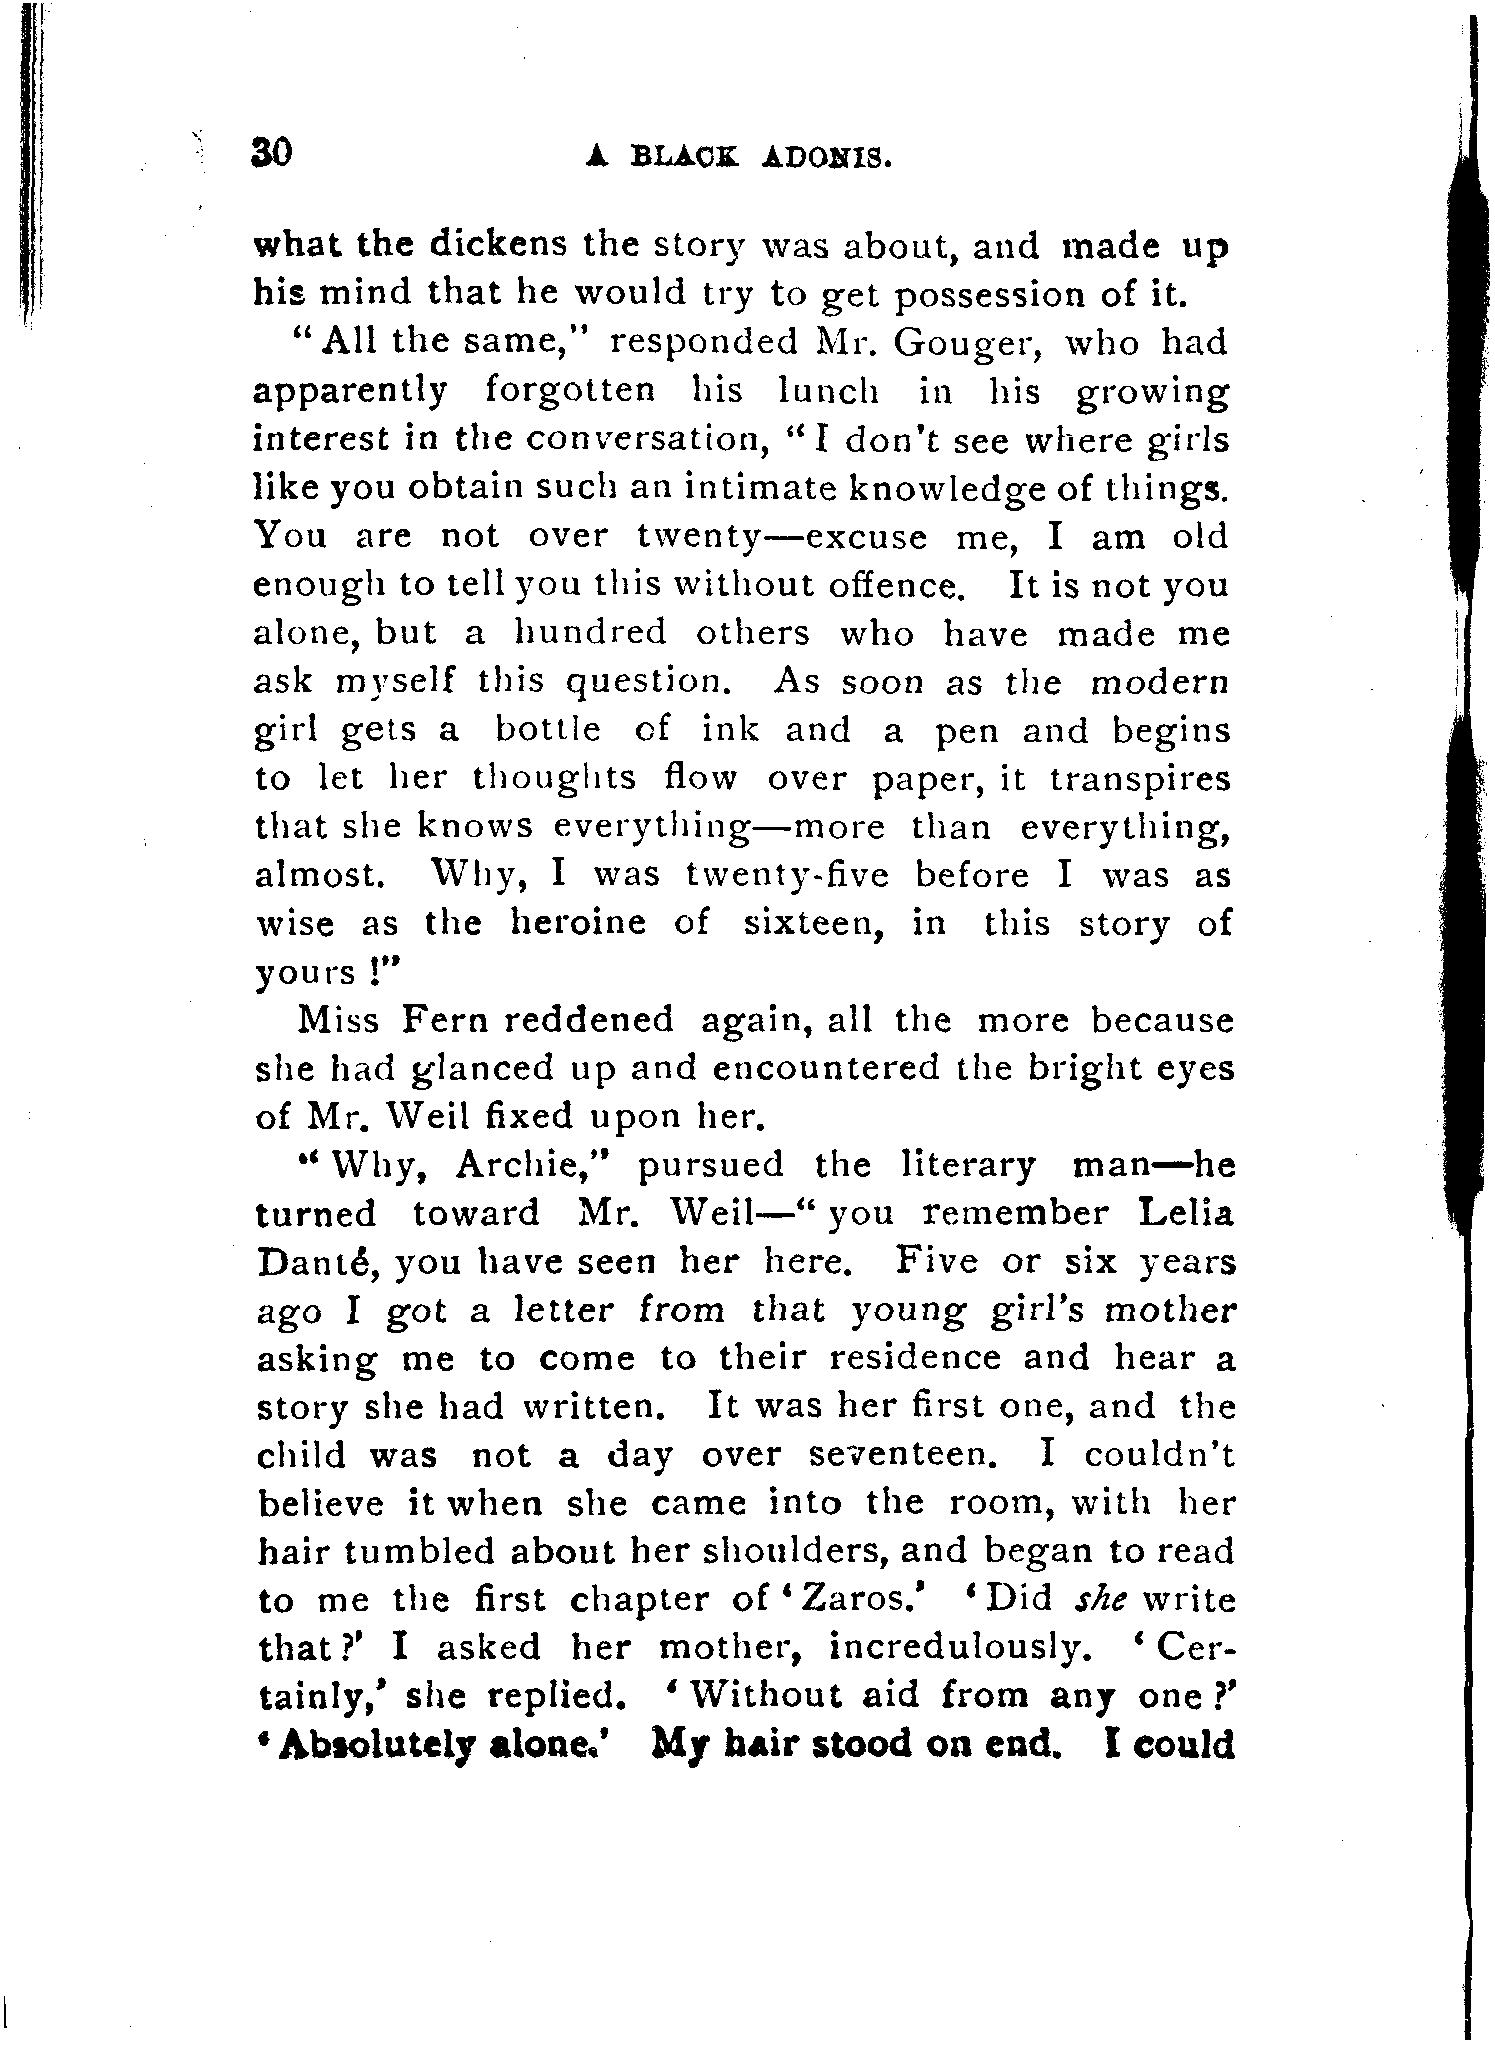 30 A BLACK ADONIS.
what the dickens the story was about, and made up
his mind that he would try to get possession of it.
“All the same,” responded Mr. Gouger, who had
apparently forgotten his lunch in his growing
interest in the conversation, “I don't see where girls
like you obtain such an intimate knowledge of things.
You are not over twenty—excuse me, I am old
enough to tell you this without offence. It is not you
alone, but a hundred others who have made me
ask myself this question. As soon as the modern
girl gets a bottle of ink and a pen and begins
to let her thoughts flow over paper, it transpires
that she knows everything—more than everything,
almost. Why, I was twenty-five before I was as
wise as the heroine of sixteen, in this story of
yours !”
Miss Fern reddened again, all the more because
she had glanced up and encountered the bright eyes
of Mr. Weil fixed upon her.
“Why, Archie,” pursued the literary man—he
turned toward Mr. Weil—“you remember Lelia
Danté, you have seen her here. Five or six years
ago I got a letter from that young girl's mother
asking me to come to their residence and hear a
story she had written. It was her first one, and the
child was not a day over seventeen. I couldn't
believe it when she came into the room, with her
hair tumbled about her shoulders, and began to read
to me the first chapter of ‘Zaros.’ ‘Did she write
that?’ I asked her mother, incredulously. ‘Cer-
tainly,’ she replied. ‘Without aid from any one?’
‘Absolutely alone.’ My hair stood on end. I could